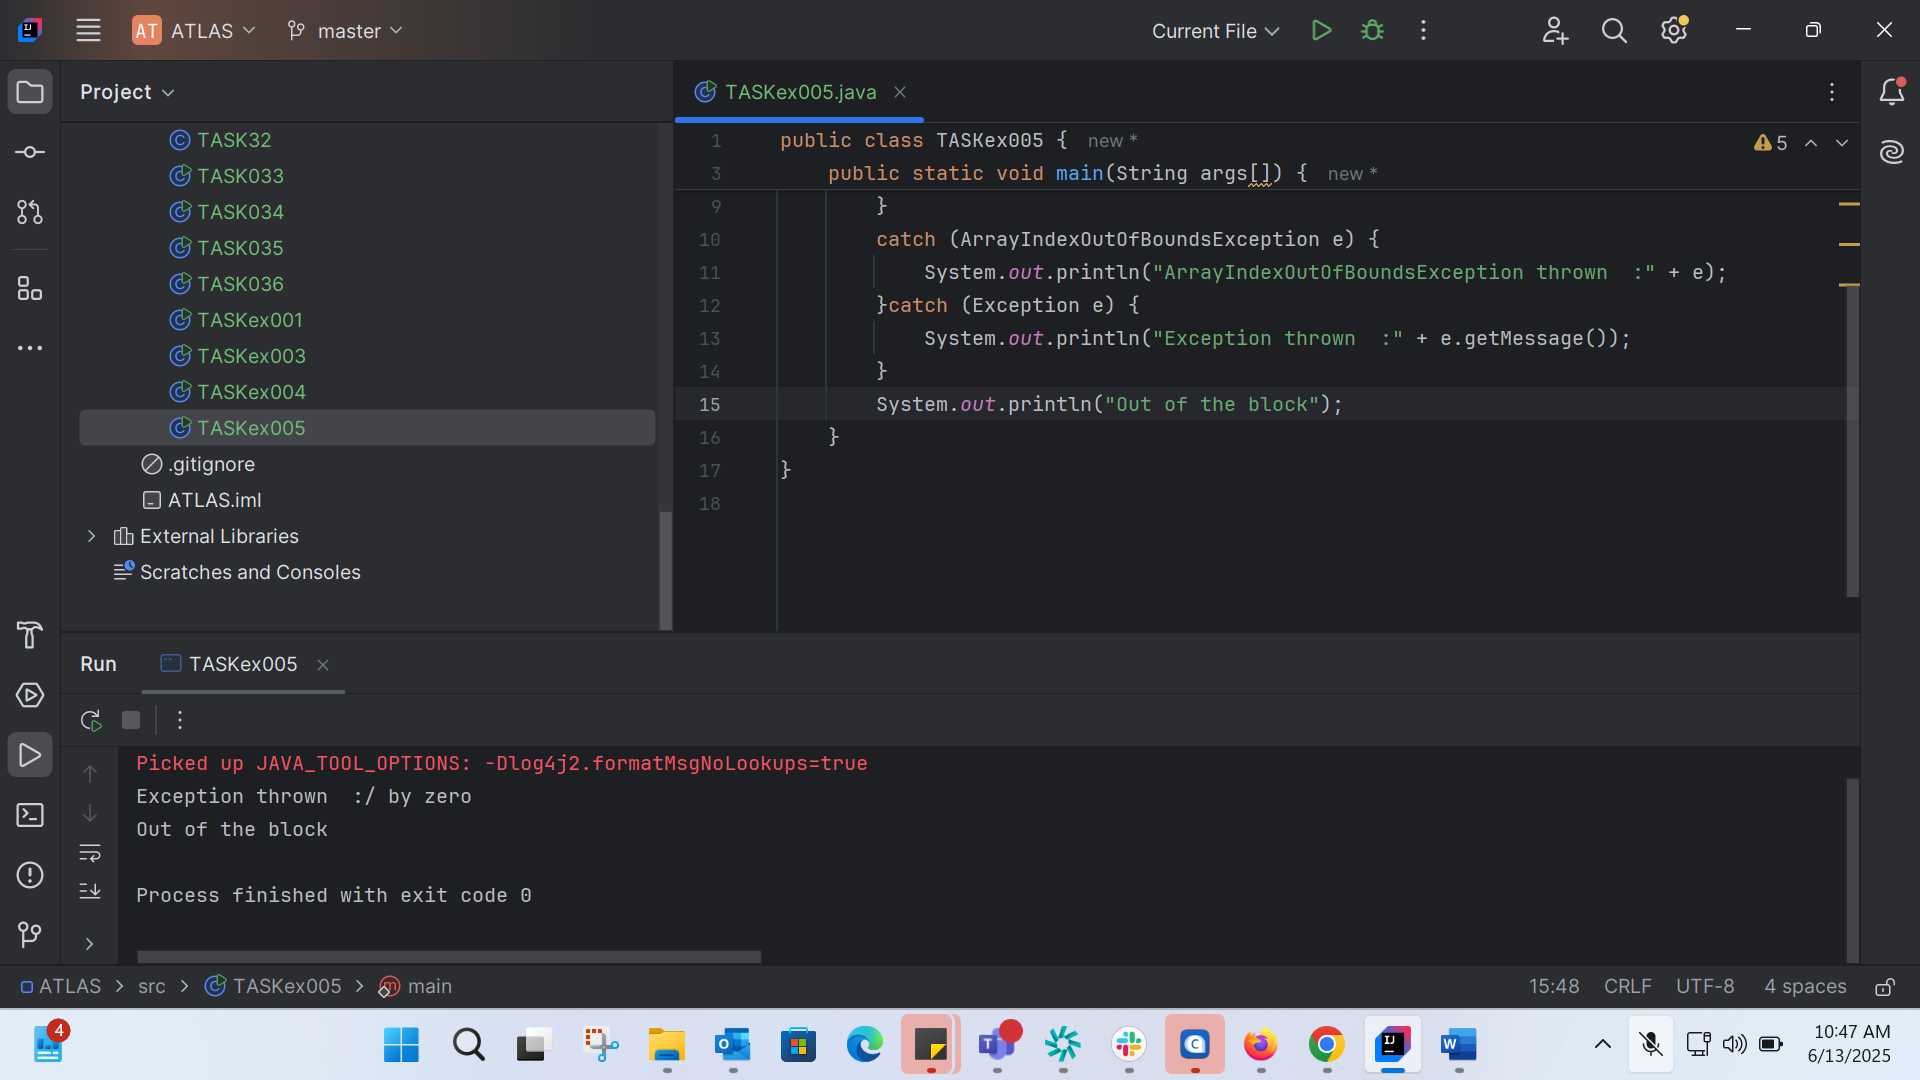 AT ATLAS master Current File
Project
TASKex005.java
TASK32
TASK033
TASK034
TASK035
TASK036
TASKex001
TASKex003
TASKex004
TASKex005
.gitignore
ATLAS.iml
External Libraries
Scratches and Consoles
1 public class TASKex005 { new *
3 public static void main(String args[]) { new *
5
9 }
10 catch (ArrayIndexOutOfBoundsException e) {
11 System.out.println("ArrayIndexOutOfBoundsException thrown  :" + e);
12 }catch (Exception e) {
13 System.out.println("Exception thrown  :" + e.getMessage());
14 }
15 System.out.println("Out of the block");
16 }
17 }
18
Run TASKex005
Picked up JAVA_TOOL_OPTIONS: -Dlog4j2.formatMsgNoLookups=true
Exception thrown  :/ by zero
Out of the block
Process finished with exit code 0
ATLAS > src > TASKex005 > main
15:48 CRLF UTF-8 4 spaces
4
10:47 AM
6/13/2025